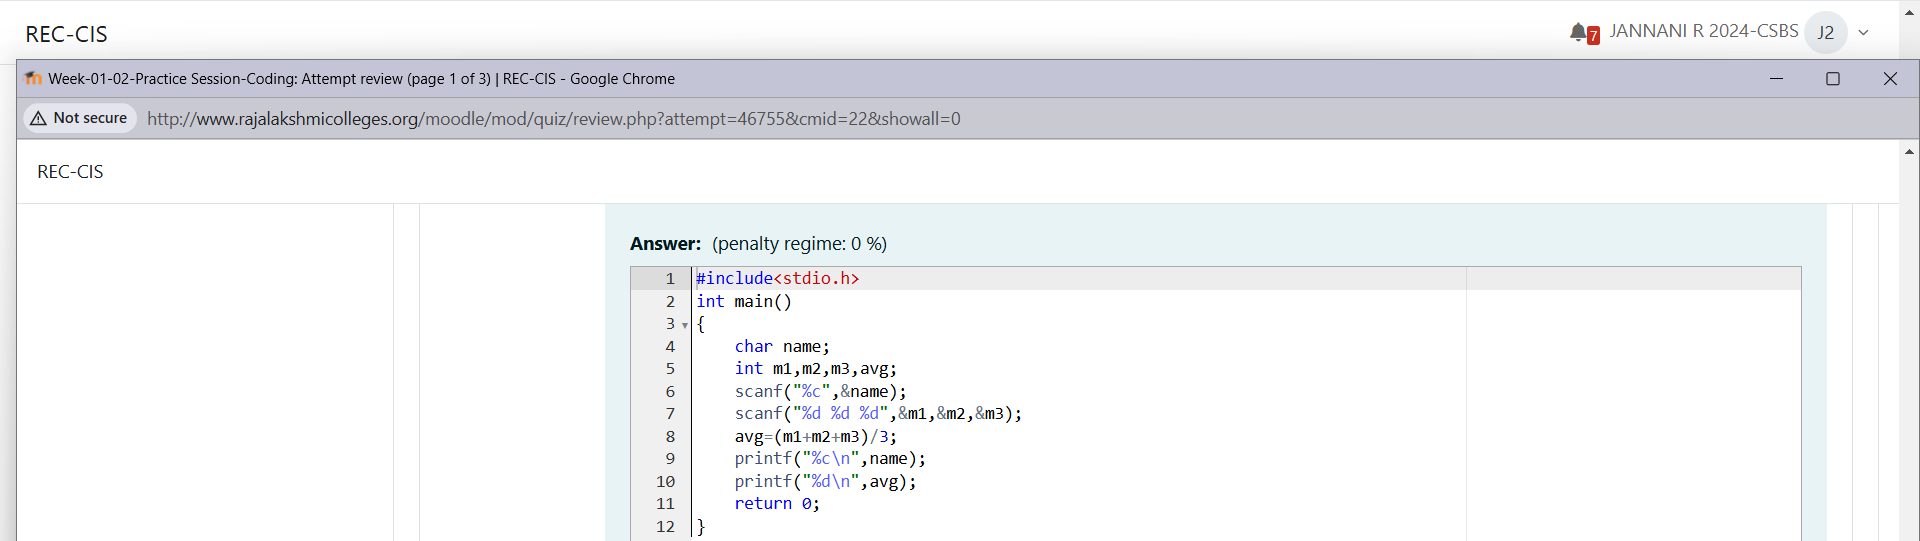 REC-CIS
7 JANNANI R 2024-CSBS J2
Week-01-02-Practice Session-Coding: Attempt review (page 1 of 3) | REC-CIS - Google Chrome
Not secure http://www.rajalakshmicolleges.org/moodle/mod/quiz/review.php?attempt=46755&cmid=22&showall=0
REC-CIS
Answer: (penalty regime: 0 %)
1 #include<stdio.h>
2 int main()
3 {
4     char name;
5     int m1,m2,m3,avg;
6     scanf("%c",&name);
7     scanf("%d %d %d",&m1,&m2,&m3);
8     avg=(m1+m2+m3)/3;
9     printf("%c\n",name);
10     printf("%d\n",avg);
11     return 0;
12 }